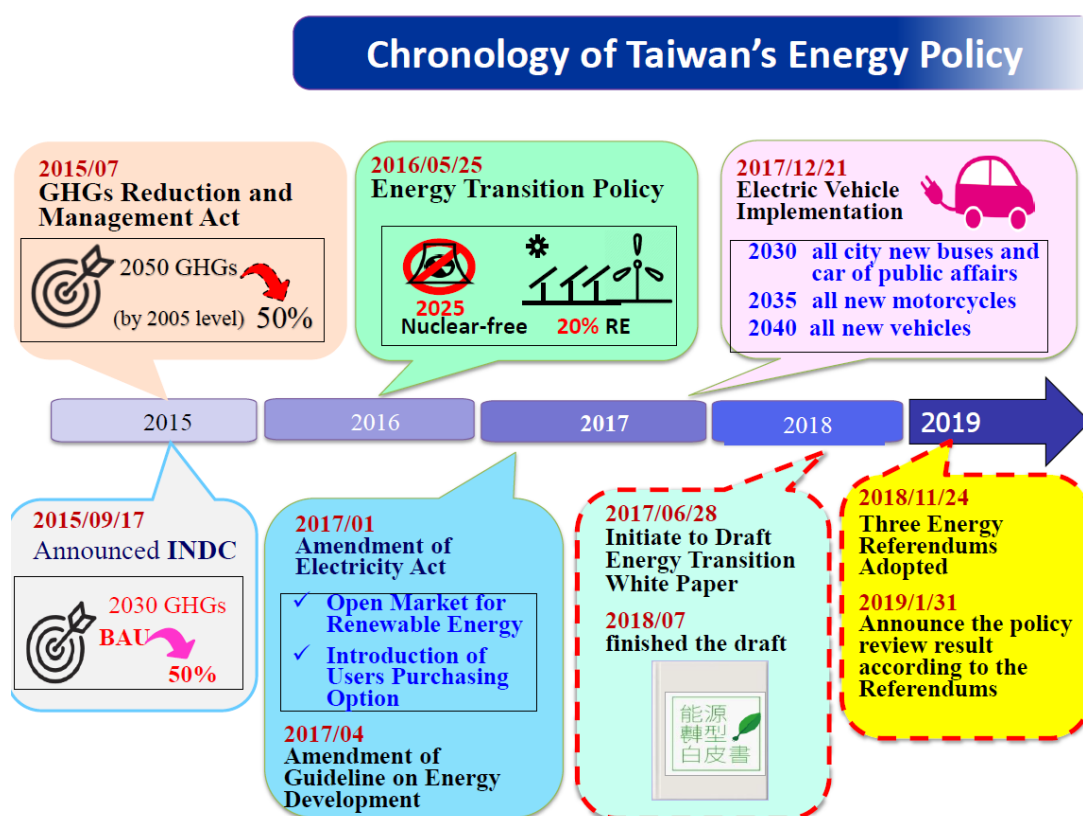 Chronology of Taiwan's Energy Policy
2015/07
GHGs Reduction and
Management Act
2050 GHGs
(by 2005 level) 50%
2016/05/25
Energy Transition Policy
2025
Nuclear-free 20% RE
2017/12/21
Electric Vehicle
Implementation
2030 all city new buses and
car of public affairs
2035 all new motorcycles
2040 all new vehicles
2015
2016
2017
2018
2019
2015/09/17
Announced INDC
2030 GHGs
BAU
50%
2017/01
Amendment of
Electricity Act
✓ Open Market for
Renewable Energy
✓ Introduction of
Users Purchasing
Option
2017/04
Amendment of
Guideline on Energy
Development
2017/06/28
Initiate to Draft
Energy Transition
White Paper
2018/07
finished the draft
能源
轉型
白皮書
2018/11/24
Three Energy
Referendums
Adopted
2019/1/31
Announce the policy
review result
according to the
Referendums